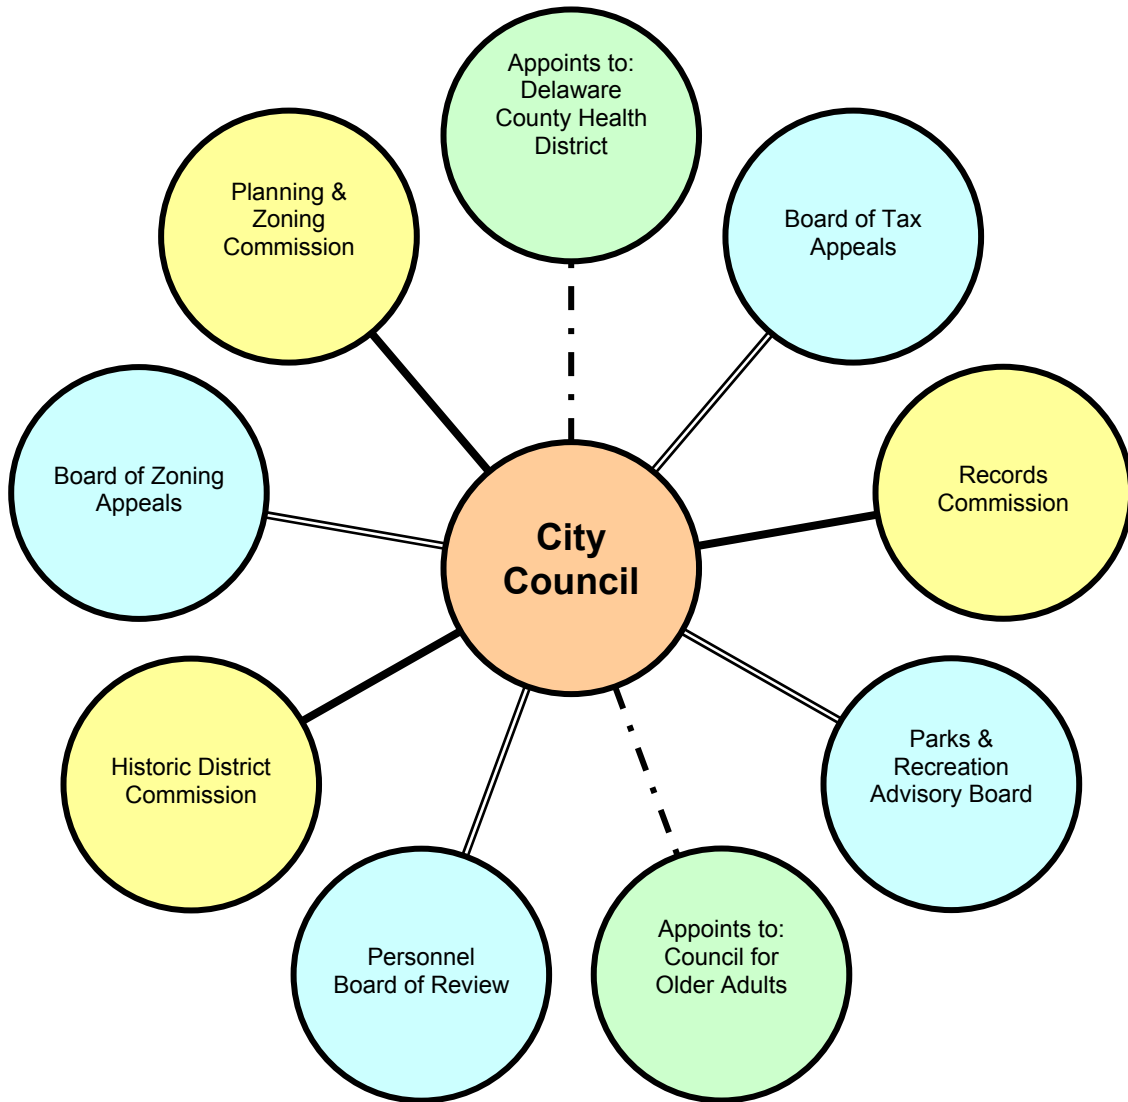 Appoints to:
Delaware
County Health
District
Planning &
Zoning
Commission
Board of Tax
Appeals
Board of Zoning
Appeals
Records
Commission
City
Council
Historic District
Commission
Parks &
Recreation
Advisory Board
Personnel
Board of Review
Appoints to:
Council for
Older Adults